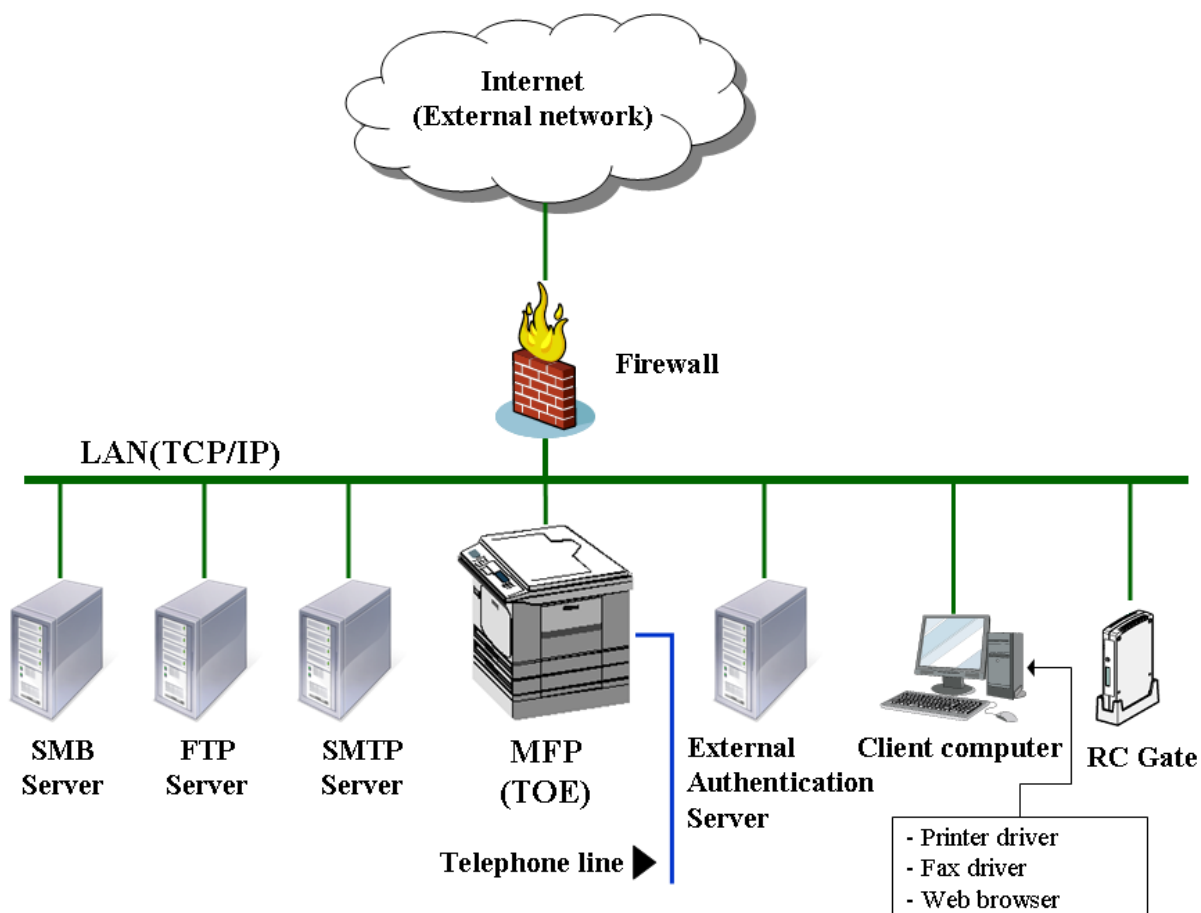 Internet
(External network)
Firewall
LAN(TCP/IP)
SMB
Server
FTP
Server
SMTP
Server
MFP
(TOE)
External
Authentication
Server
Client computer
RC Gate
Telephone line
- Printer driver
- Fax driver
- Web browser